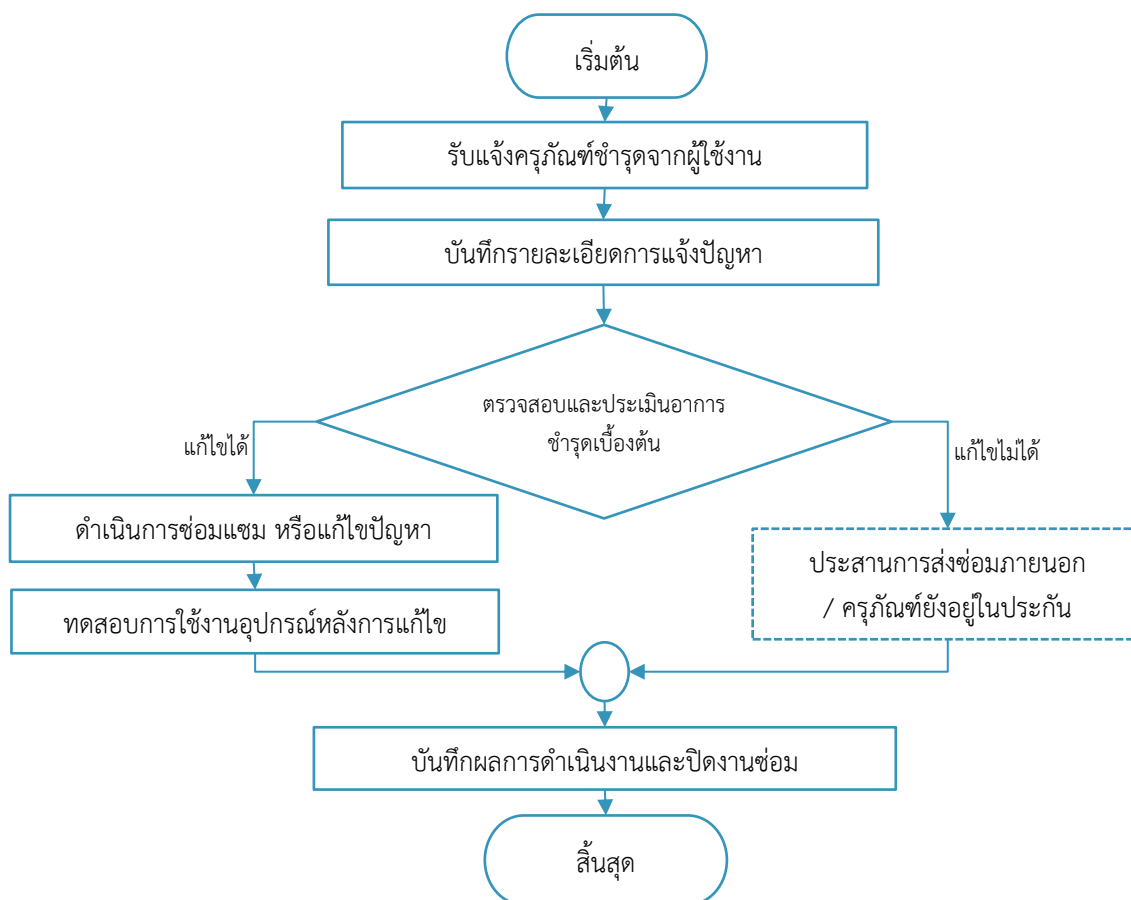 เริ่มต้น
รับแจ้งครุภัณฑ์ชำรุดจากผู้ใช้งาน
บันทึกรายละเอียดการแจ้งปัญหา
ตรวจสอบและประเมินอาการ
ชำรุดเบื้องต้น
แก้ไขได้
แก้ไขไม่ได้
ดำเนินการซ่อมแซม หรือแก้ไขปัญหา
ประสานการส่งซ่อมภายนอก
/ ครุภัณฑ์ยังอยู่ในประกัน
ทดสอบการใช้งานอุปกรณ์หลังการแก้ไข
บันทึกผลการดำเนินงานและปิดงานซ่อม
สิ้นสุด